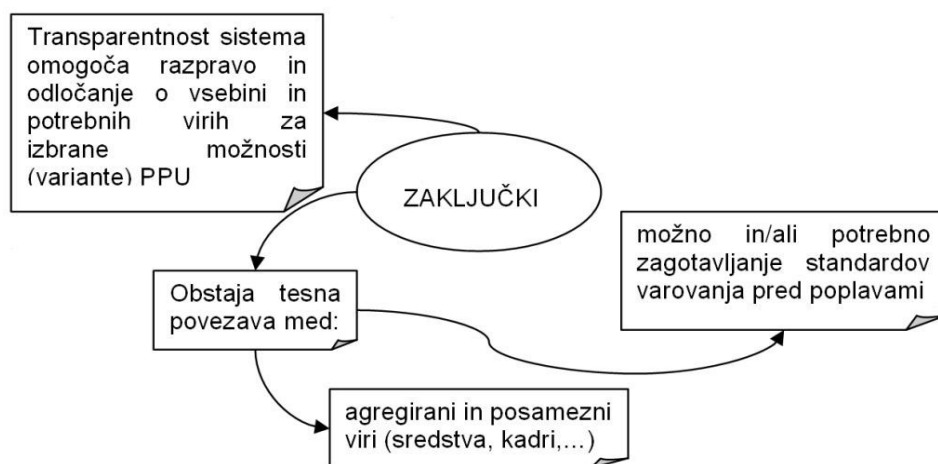 Transparentnost sistema
omogoča razpravo in
odločanje o vsebini in
potrebnih virih za
izbrane možnosti
(variante) PPU
ZAKLJUČKI
možno in/ali potrebno
zagotavljanje standardov
varovanja pred poplavami
Obstaja tesna
povezava med:
agregirani in posamezni
viri (sredstva, kadri,...)